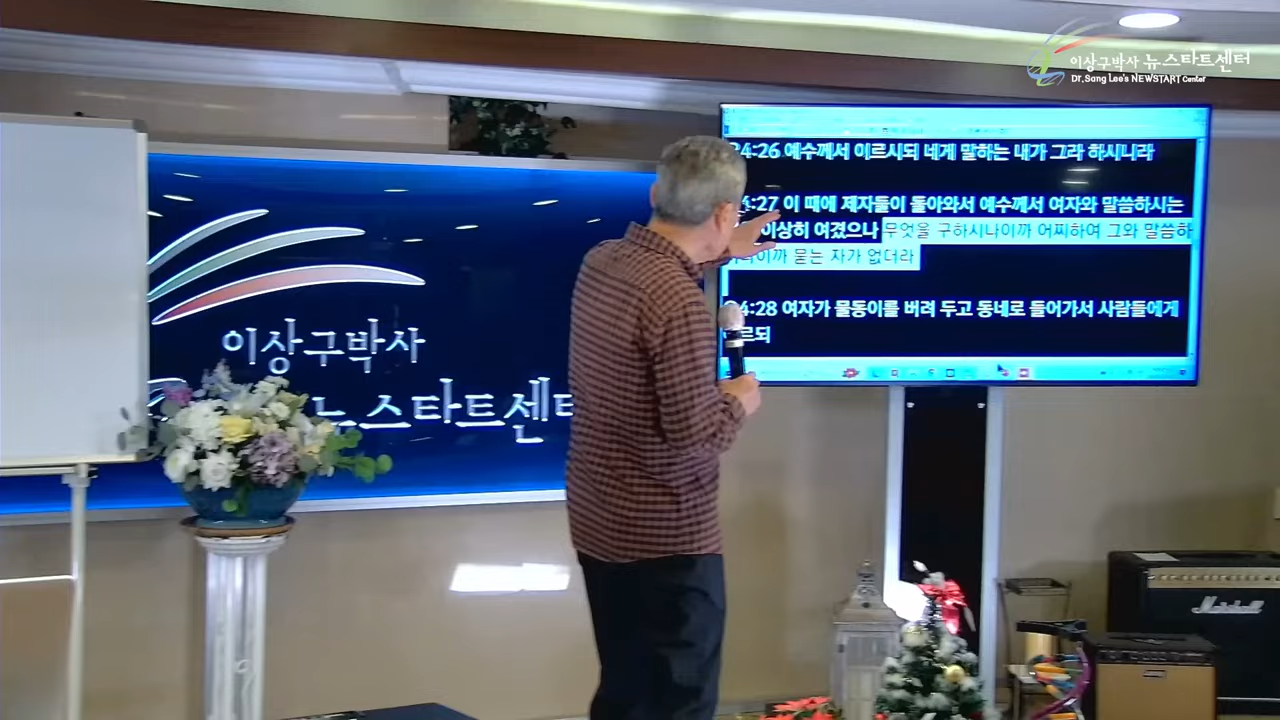 이상구박사 뉴스타트센터
Dr.Sang Lee's NEWSTART Center
4:26 예수께서 이르시되 네게 말하는 내가 그라 하시니라
4:27 이 때에 제자들이 돌아와서 예수께서 여자와 말씀하시는
이상히 여겼으나 무엇을 구하시나이까 어찌하여 그와 말씀하
이까 묻는 자가 없더라
4:28 여자가 물동이를 버려 두고 동네로 들어가서 사람들에게
르되
이상구박사
뉴스타트센터
Marshall